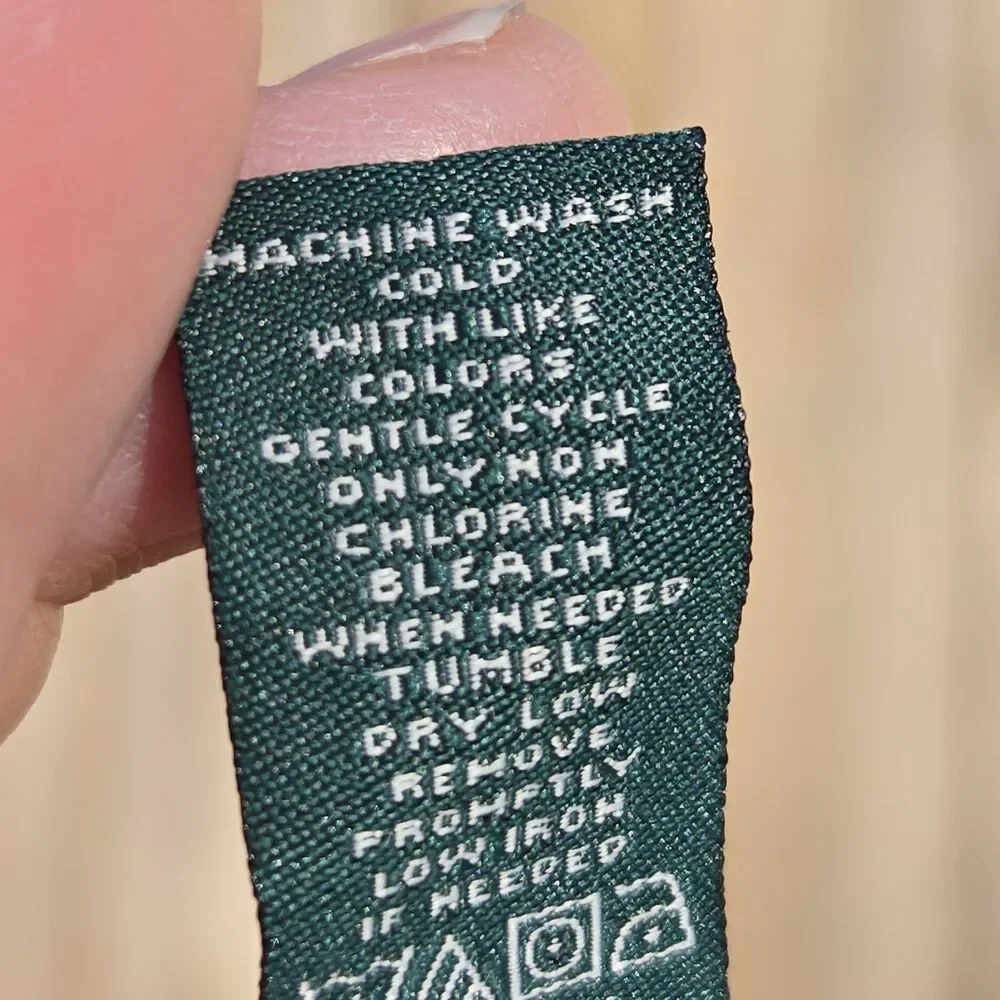 MACHINE WASH
COLD
WITH LIKE
COLORS
GENTLE CYCLE
ONLY NON
CHLORINE
BLEACH
WHEN NEEDED
TUMBLE
DRY LOW
REMOVE
PROMPTLY
LOW IRON
IF NEEDED